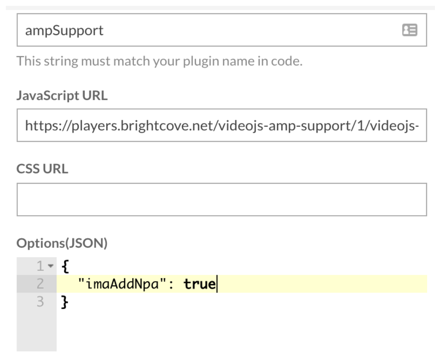 ampSupport
This string must match your plugin name in code.
JavaScript URL
https://players.brightcove.net/videojs-amp-support/1/videojs-
CSS URL
Options(JSON)
1 {
2 "imaAddNpa": true
3 }